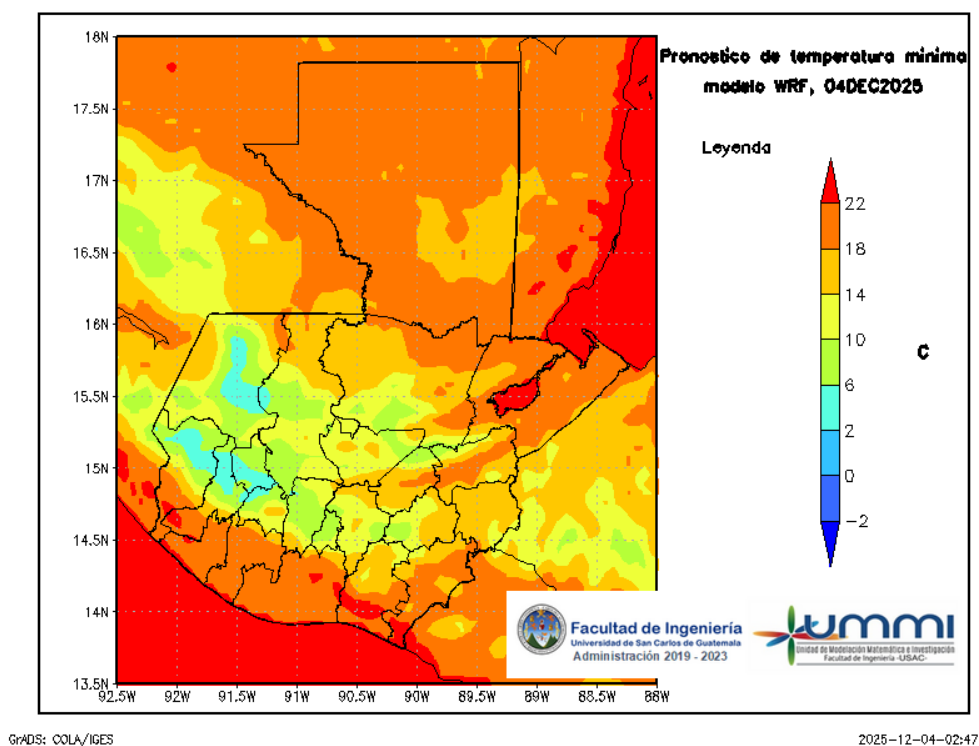 Pronostico de temperatura minima
modelo WRF, 04DEC2025
Leyenda
22
18
14
10
6
2
0
−2
C
18N
17.5N
17N
16.5N
16N
15.5N
15N
14.5N
14N
13.5N
92.5W
92W
91.5W
91W
90.5W
90W
89.5W
89W
88.5W
88W
Facultad de Ingeniería
Universidad de San Carlos de Guatemala
Administración 2019 - 2023
ummi
Unidad de Modelación Matemática e Investigación
Facultad de Ingeniería -USAC-
GrADS: COLA/IGES
2025-12-04-02:47